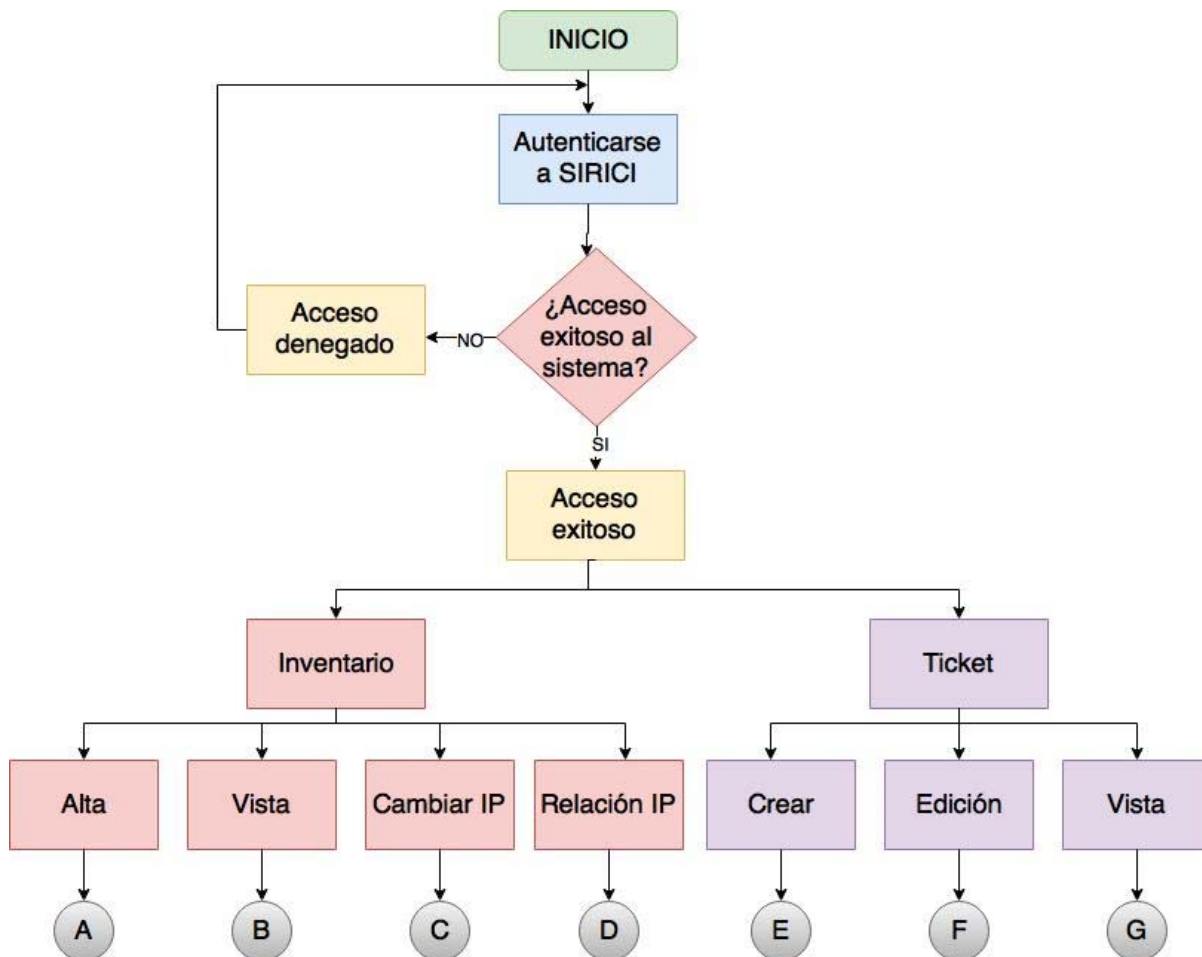 INICIO
Autenticarse
a SIRICI
¿Acceso
exitoso al
sistema?
Acceso
denegado
NO
SI
Acceso
exitoso
Inventario
Ticket
Alta
Vista
Cambiar IP
Relación IP
Crear
Edición
Vista
A
B
C
D
E
F
G